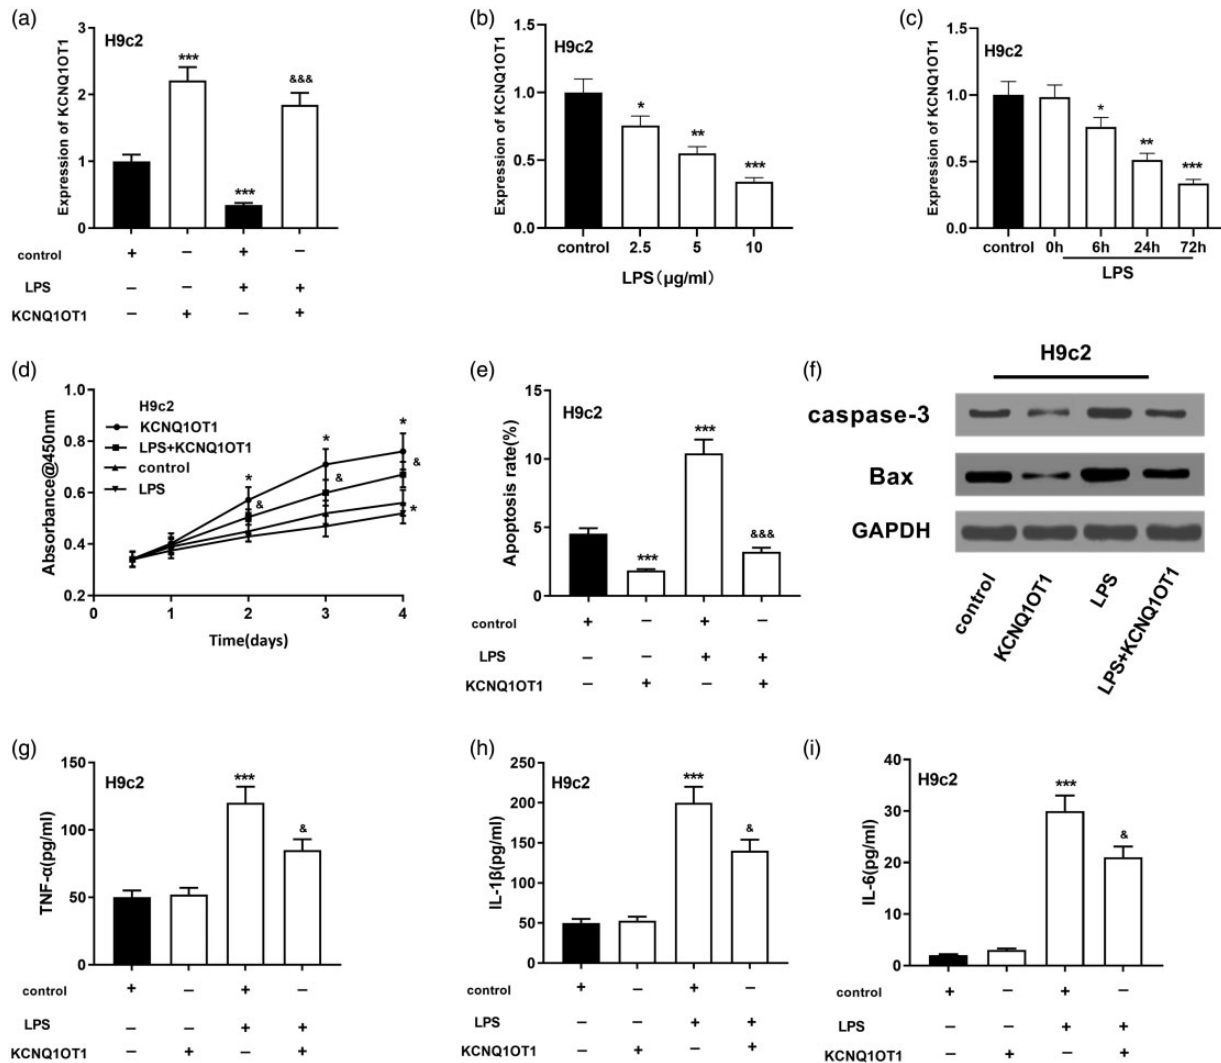 (a)
H9c2
Expression of KCNQ1OT1
3
2
1
0
***
***
&&&
control + – + –
LPS – – + +
KCNQ1OT1 – + – +
(b)
H9c2
Expression of KCNQ1OT1
1.5
1.0
0.5
0.0
*
**
***
control 2.5 5 10
LPS(μg/ml)
(c)
H9c2
Expression of KCNQ1OT1
1.5
1.0
0.5
0.0
*
**
***
control 0h 6h 24h 72h
LPS
(d)
Absorbance@450nm
1.0
0.8
0.6
0.4
0.2
H9c2
KCNQ1OT1
LPS+KCNQ1OT1
control
LPS
* * *
& & &
*
0 1 2 3 4
Time(days)
(e)
H9c2
Apoptosis rate(%)
15
10
5
0
***
***
&&&
control + – + –
LPS – – + +
KCNQ1OT1 – + – +
(f)
H9c2
caspase-3
Bax
GAPDH
control
KCNQ1OT1
LPS
LPS+KCNQ1OT1
(g)
H9c2
TNF-α(pg/ml)
150
100
50
0
***
&
control + – + –
LPS – – + +
KCNQ1OT1 – + – +
(h)
H9c2
IL-1β(pg/ml)
250
200
150
100
50
0
***
&
control + – + –
LPS – – + +
KCNQ1OT1 – + – +
(i)
H9c2
IL-6(pg/ml)
40
30
20
10
0
***
&
control + – + –
LPS – – + +
KCNQ1OT1 – + – +